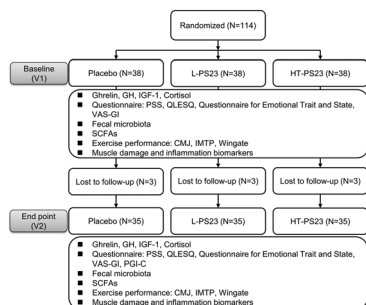 Randomized (N=114)
Baseline
(V1)
Placebo (N=38)
L-PS23 (N=38)
HT-PS23 (N=38)
■ Ghrelin, GH, IGF-1, Cortisol
■ Questionnaire: PSS, QLESQ, Questionnaire for Emotional Trait and State,
VAS-GI
■ Fecal microbiota
■ SCFAs
■ Exercise performance: CMJ, IMTP, Wingate
■ Muscle damage and inflammation biomarkers
Lost to follow-up (N=3)
Lost to follow-up (N=3)
Lost to follow-up (N=3)
End point
(V2)
Placebo (N=35)
L-PS23 (N=35)
HT-PS23 (N=35)
■ Ghrelin, GH, IGF-1, Cortisol
■ Questionnaire: PSS, QLESQ, Questionnaire for Emotional Trait and State,
VAS-GI, PGI-C
■ Fecal microbiota
■ SCFAs
■ Exercise performance: CMJ, IMTP, Wingate
■ Muscle damage and inflammation biomarkers